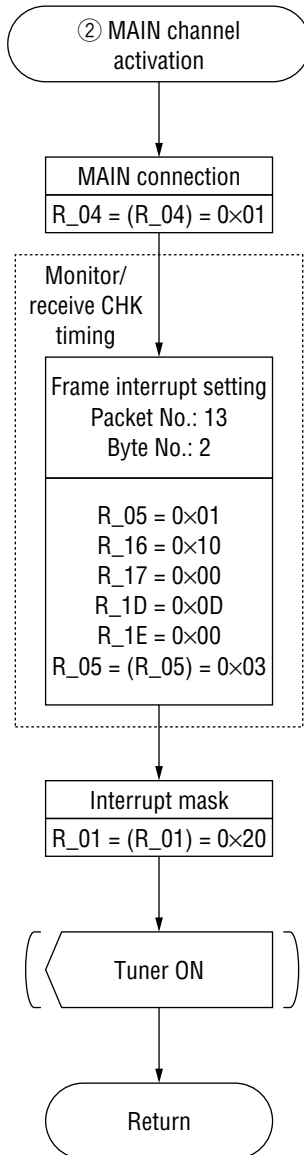 ② MAIN channel
activation
MAIN connection
R_04 = (R_04) = 0×01
Monitor/
receive CHK
timing
Frame interrupt setting
Packet No.: 13
Byte No.: 2
R_05 = 0×01
R_16 = 0×10
R_17 = 0×00
R_1D = 0×0D
R_1E = 0×00
R_05 = (R_05) = 0×03
Interrupt mask
R_01 = (R_01) = 0×20
Tuner ON
Return